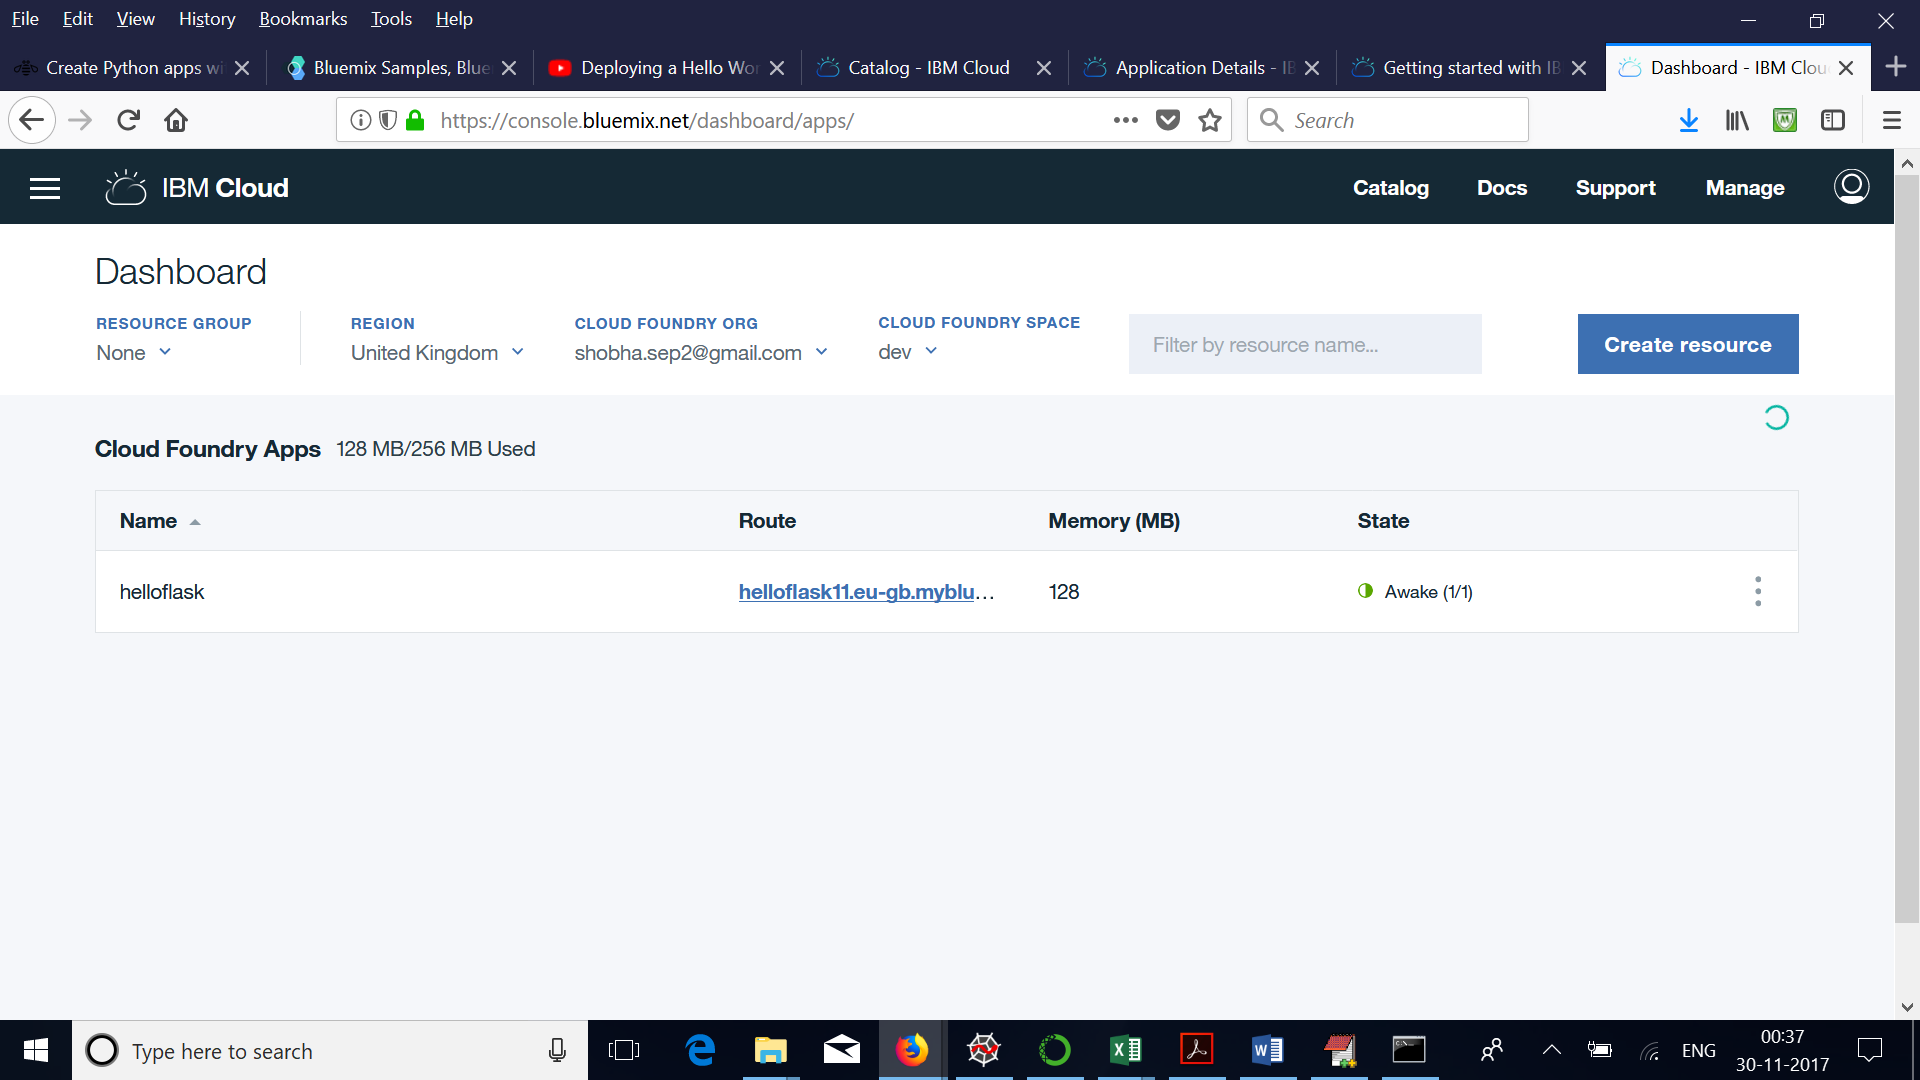 File Edit View History Bookmarks Tools Help
Create Python apps wi
Bluemix Samples, Blue
Deploying a Hello Wor
Catalog - IBM Cloud
Application Details - IB
Getting started with IB
Dashboard - IBM Clou
https://console.bluemix.net/dashboard/apps/
Search
IBM Cloud
Catalog Docs Support Manage
Dashboard
RESOURCE GROUP
None
REGION
United Kingdom
CLOUD FOUNDRY ORG
shobha.sep2@gmail.com
CLOUD FOUNDRY SPACE
dev
Filter by resource name...
Create resource
Cloud Foundry Apps 128 MB/256 MB Used
Name Route Memory (MB) State
helloflask helloflask11.eu-gb.myblu... 128 Awake (1/1)
Type here to search
ENG
00:37
30-11-2017